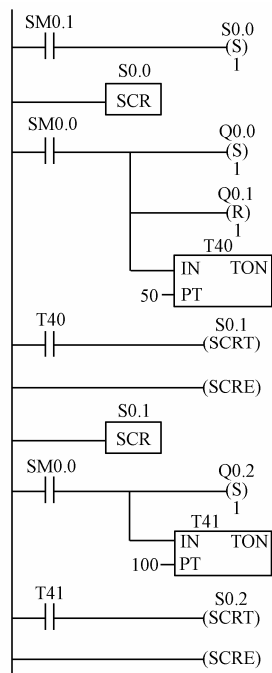 SM0.1 S0.0
(S)
1
S0.0
SCR
SM0.0 Q0.0
(S)
1
Q0.1
(R)
1
T40
IN TON
50 PT
T40 S0.1
(SCRT)
(SCRE)
S0.1
SCR
SM0.0 Q0.2
(S)
1
T41
IN TON
100 PT
T41 S0.2
(SCRT)
(SCRE)